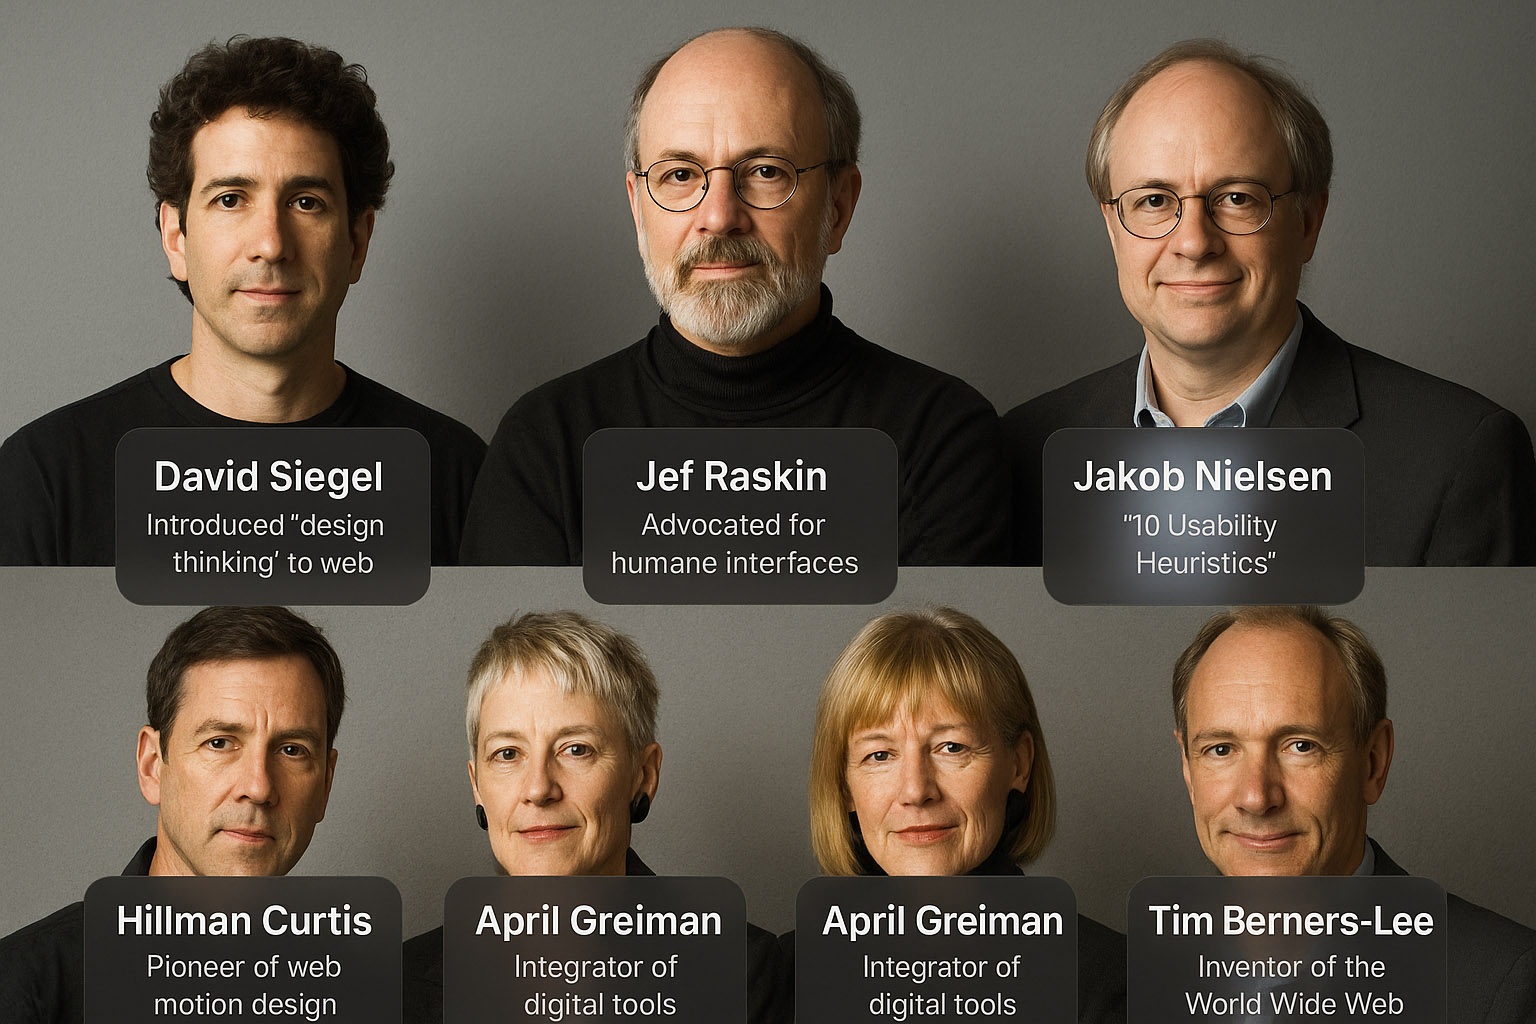 David Siegel
Introduced "design
thinking' to web
Jef Raskin
Advocated for
humane interfaces
Jakob Nielsen
"10 Usability
Heuristics"
Hillman Curtis
Pioneer of web
motion design
April Greiman
Integrator of
digital tools
April Greiman
Integrator of
digital tools
Tim Berners-Lee
Inventor of the
World Wide Web